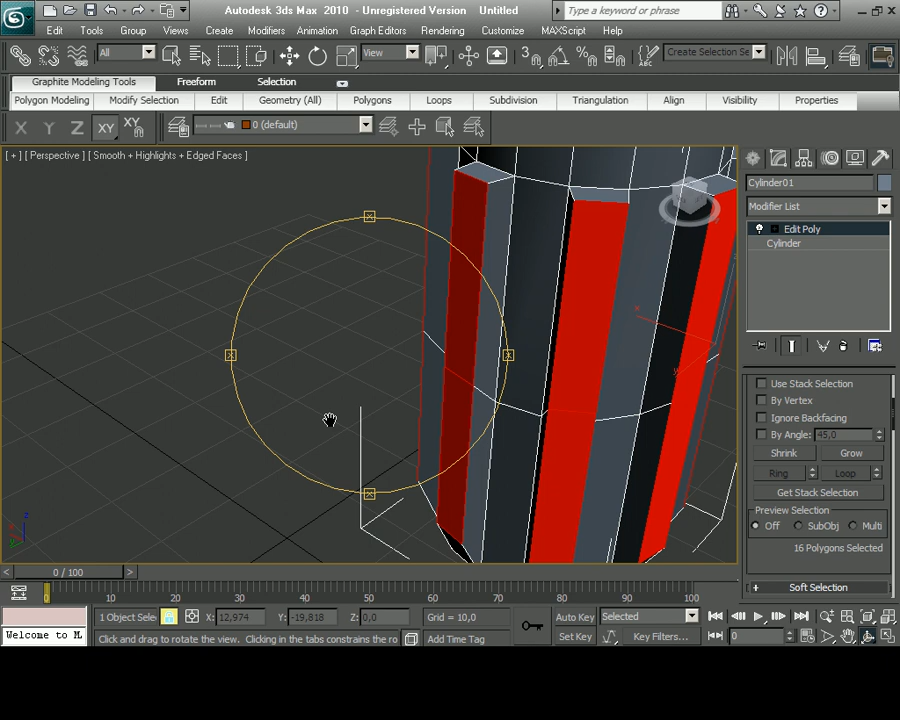 Autodesk 3ds Max 2010 - Unregistered Version Untitled
Type a keyword or phrase
Edit Tools Group Views Create Modifiers Animation Graph Editors Rendering Customize MAXScript Help
All View 3 % ABC Create Selection Se
Graphite Modeling Tools Freeform Selection
Polygon Modeling Modify Selection Edit Geometry (All) Polygons Loops Subdivision Triangulation Align Visibility Properties
X Y Z XY XY 0 (default)
[ + ] [ Perspective ] [ Smooth + Highlights + Edged Faces ]
Cylinder01
Modifier List
Edit Poly
Cylinder
Use Stack Selection
By Vertex
Ignore Backfacing
By Angle: 45,0
Shrink Grow
Ring Loop
Get Stack Selection
Preview Selection
Off SubObj Multi
16 Polygons Selected
+ Soft Selection
x
y
z
x
y
< 0 / 100 >
0 10 20 30 40 50 60 70 80 90 100
1 Object Sele X: 12,974 Y: -19,818 Z: 0,0 Grid = 10,0 Auto Key Selected
Welcome to M Click and drag to rotate the view. Clicking in the tabs constrains the ro Add Time Tag Set Key Key Filters... 0